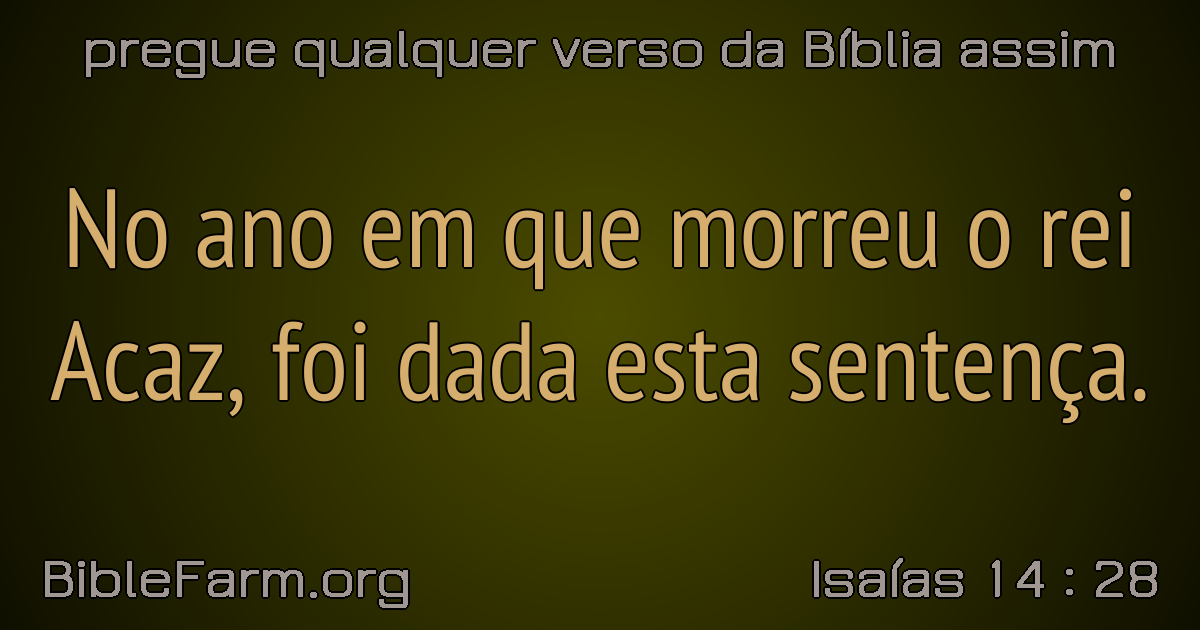 pregue qualquer verso da Bíblia assim
No ano em que morreu o rei
Acaz, foi dada esta sentença.
BibleFarm.org
Isaías 14 : 28